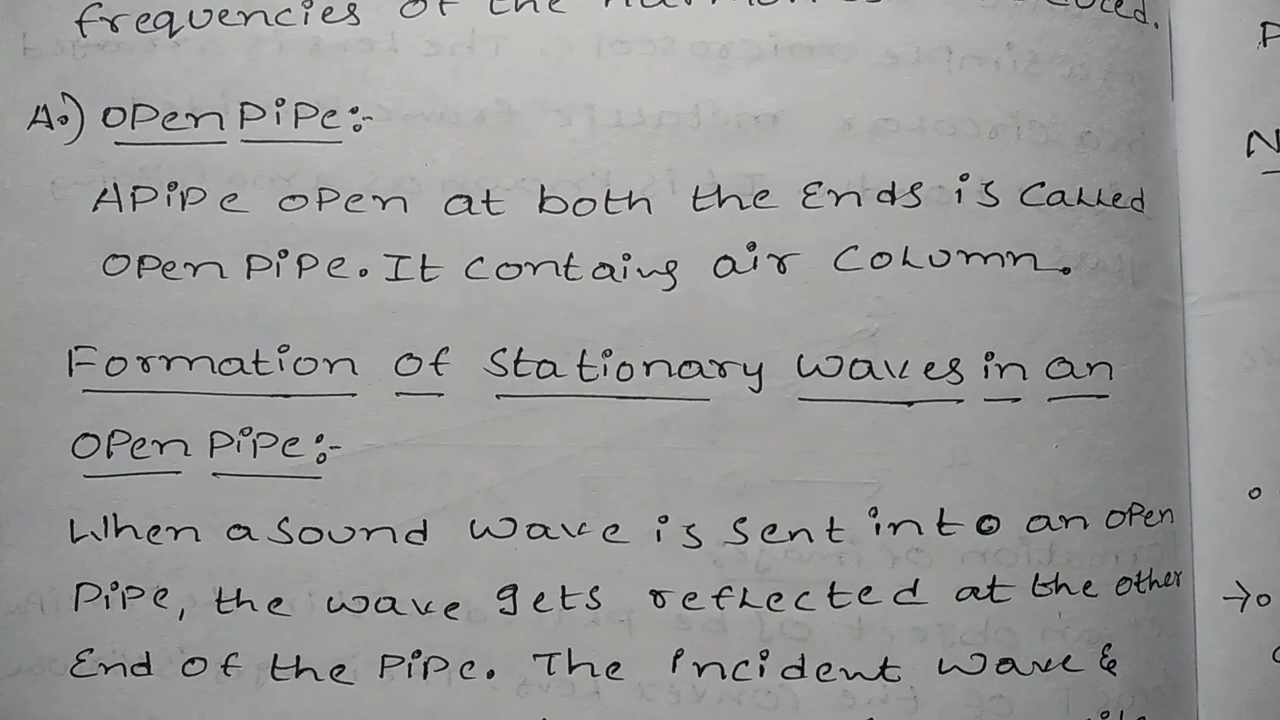 frequencies of the
A.) open pipe:-
A pipe open at both the Ends is called
open pipe. It contains air column.
Formation of Stationary waves in an
open pipe:-
When a sound wave is sent into an open
pipe, the wave gets reflected at the other
End of the pipe. The incident wave &